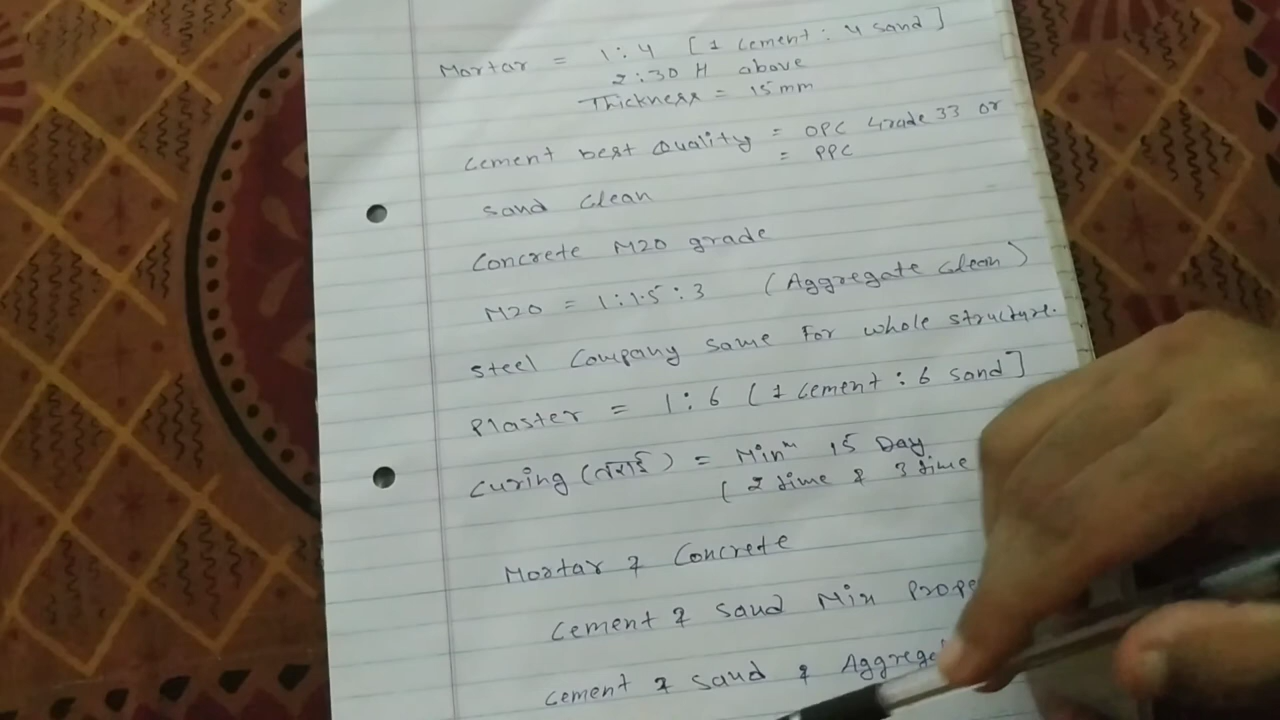 Mortar = 1:4 [1 cement : 4 sand]
2:30 H above
Thickness = 15 mm
Cement best Quality = OPC Grade 33 or
= PPC
Sand Clean
Concrete M20 grade
M20 = 1:1.5:3 (Aggregate clean)
Steel Company same For whole structure.
Plaster = 1:6 (1 cement : 6 sand]
Curing (तराई) = Minᵐ 15 Day
( 2 time & 3 time
Mortar & Concrete
Cement & Sand Mix
Cement & Sand &